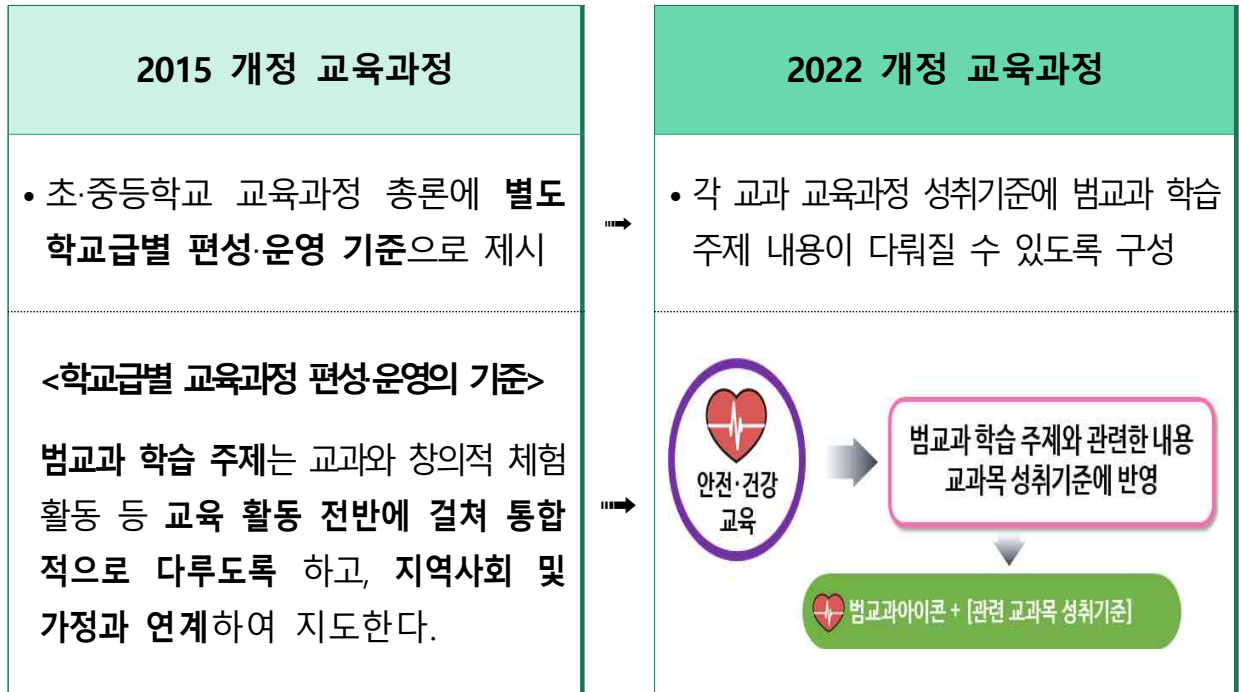 2015 개정 교육과정
• 초·중등학교 교육과정 총론에 별도
학교급별 편성·운영 기준으로 제시
<학교급별 교육과정 편성·운영의 기준>
범교과 학습 주제는 교과와 창의적 체험
활동 등 교육 활동 전반에 걸쳐 통합
적으로 다루도록 하고, 지역사회 및
가정과 연계하여 지도한다.
2022 개정 교육과정
• 각 교과 교육과정 성취기준에 범교과 학습
주제 내용이 다뤄질 수 있도록 구성
안전·건강
교육
범교과 학습 주제와 관련한 내용
교과목 성취기준에 반영
범교과아이콘 + [관련 교과목 성취기준]